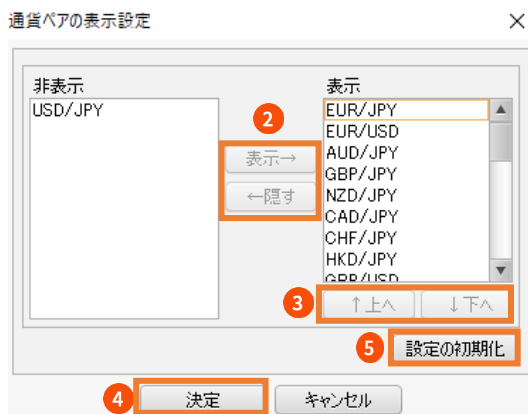 通貨ペアの表示設定
非表示
表示
USD/JPY
EUR/JPY
EUR/USD
AUD/JPY
GBP/JPY
NZD/JPY
CAD/JPY
CHF/JPY
HKD/JPY
GBP/USD
2
表示→
←隠す
3
↑上へ
↓下へ
5
設定の初期化
4
決定
キャンセル